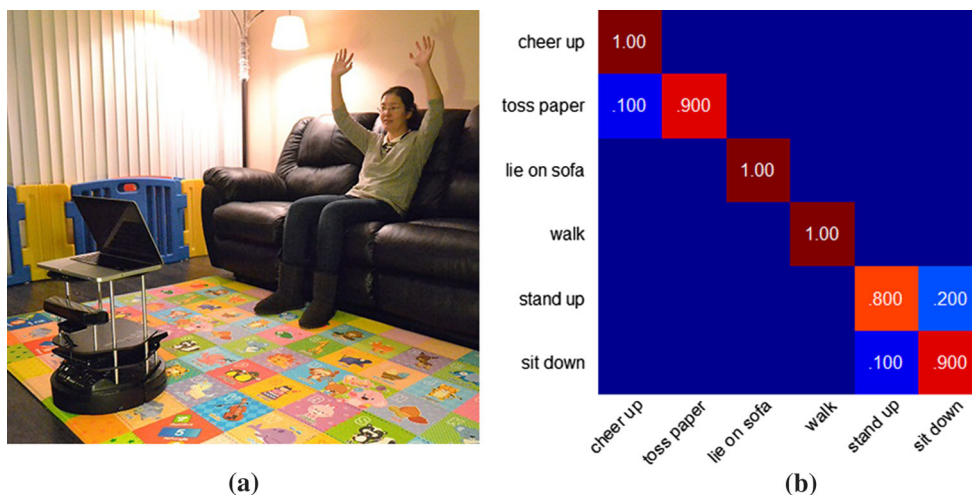 cheer up
1.00
toss paper
.100 .900
lie on sofa
1.00
walk
1.00
stand up
.800 .200
sit down
.100 .900
cheer up toss paper lie on sofa walk stand up sit down
(a) (b)